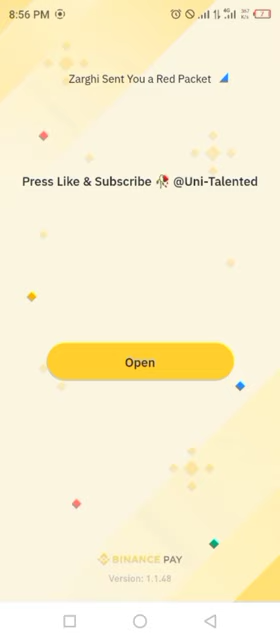 8:56 PM
Zarghi Sent You a Red Packet
Press Like & Subscribe 🥀 @Uni-Talented
Open
BINANCE PAY
Version: 1.1.48